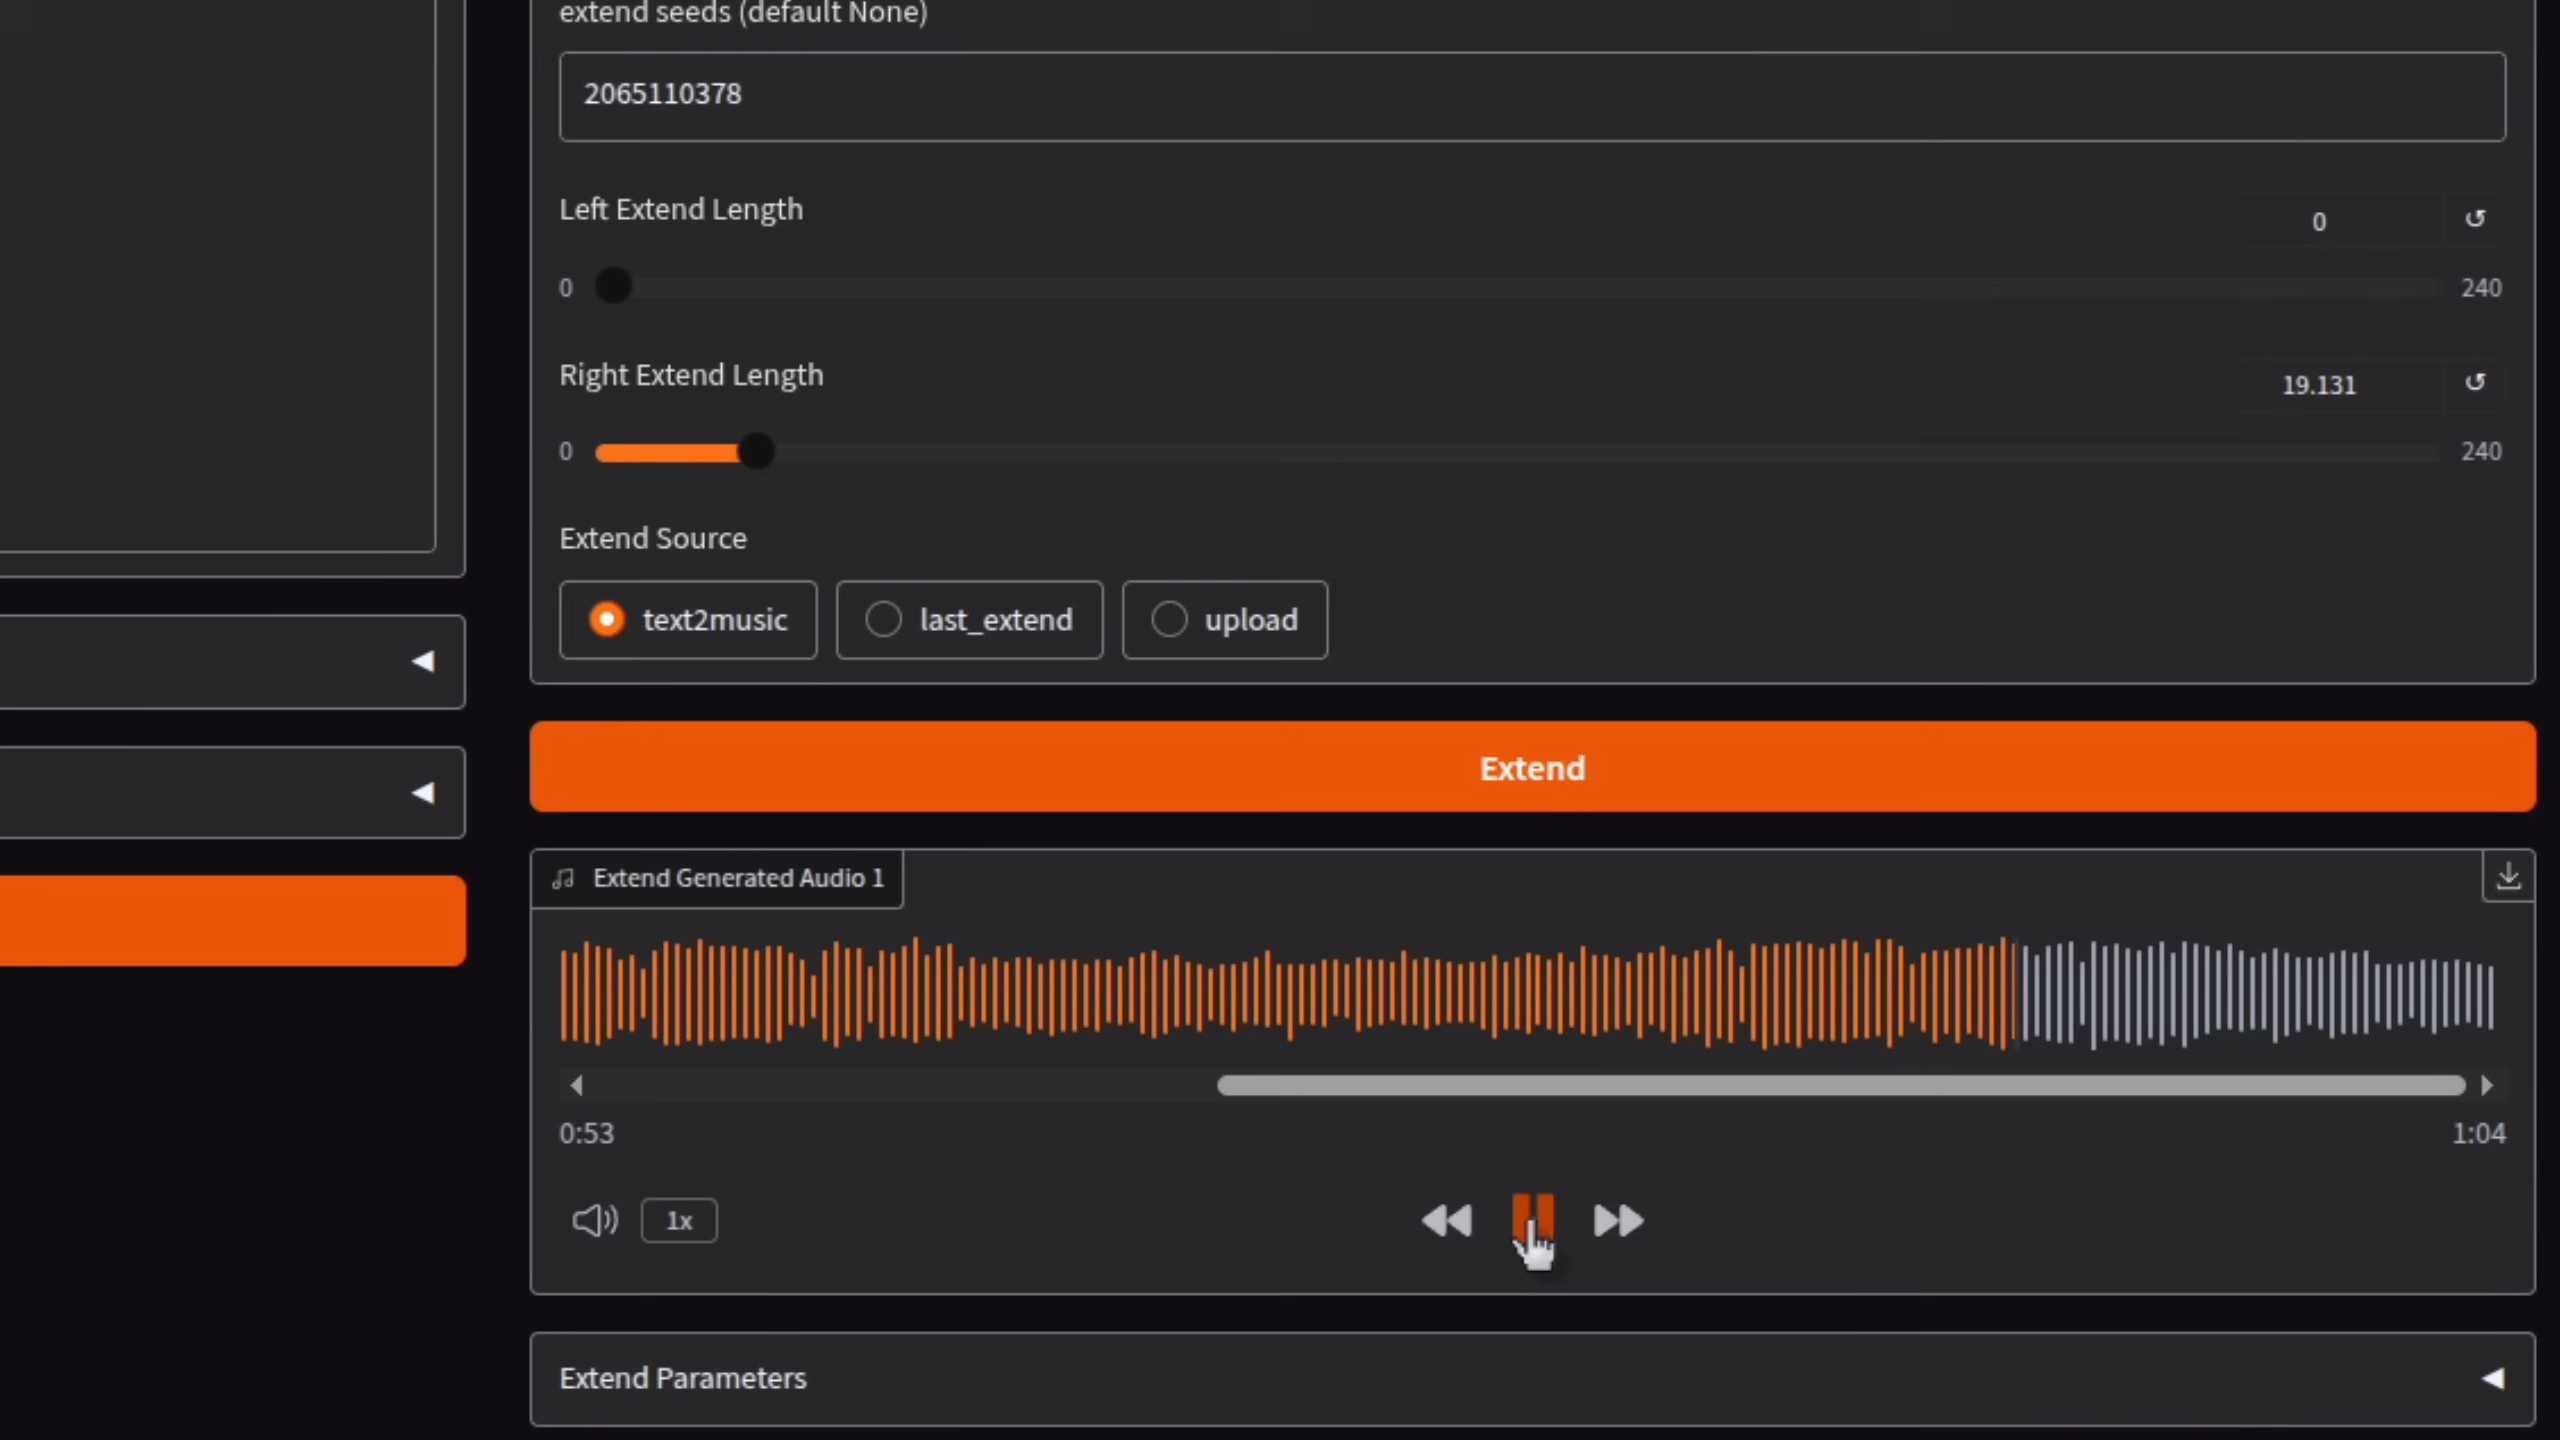 extend seeds (default None)
2065110378
Left Extend Length
0
↺
0
240
Right Extend Length
19.131
↺
0
240
Extend Source
text2music
last_extend
upload
Extend
Extend Generated Audio 1
0:53
1:04
1x
Extend Parameters